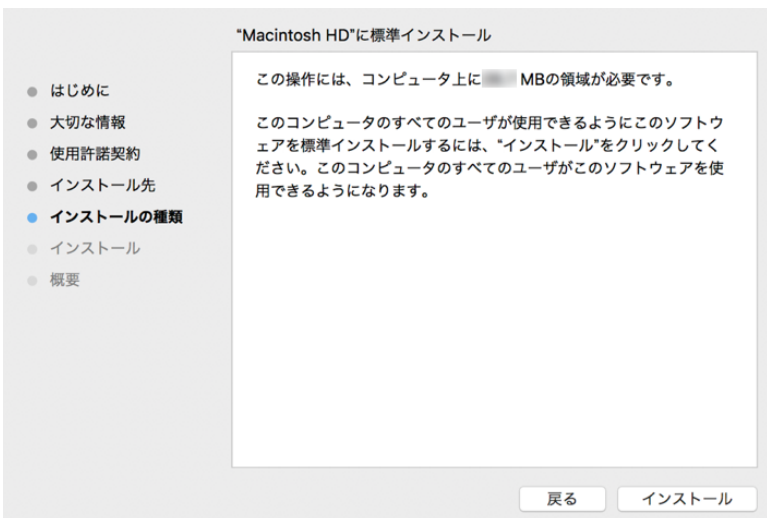 “Macintosh HD”に標準インストール
はじめに
大切な情報
使用許諾契約
インストール先
インストールの種類
インストール
概要
この操作には、コンピュータ上に MBの領域が必要です。
このコンピュータのすべてのユーザが使用できるようにこのソフトウ
ェアを標準インストールするには、“インストール”をクリックしてく
ださい。このコンピュータのすべてのユーザがこのソフトウェアを使
用できるようになります。
戻る
インストール